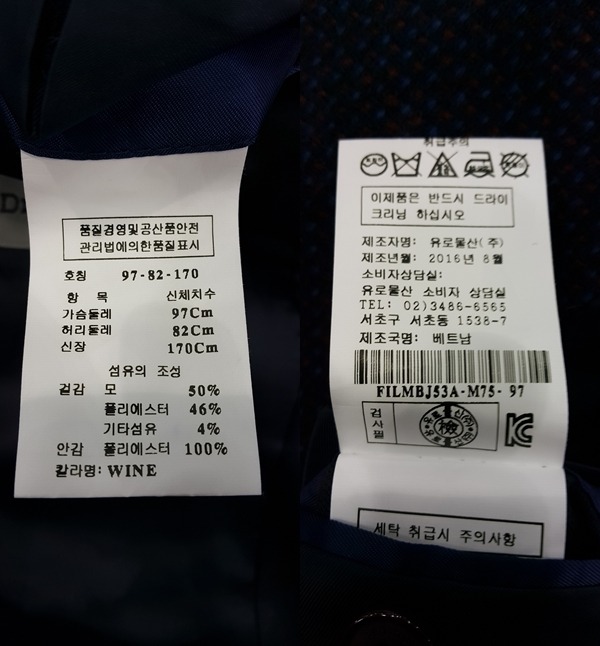 품질경영및공산품안전
관리법에의한품질표시
호칭 97-82-170
항 목 신체치수
가슴둘레 97Cm
허리둘레 82Cm
신장 170Cm
섬유의 조성
겉감 모 50%
폴리에스터 46%
기타섬유 4%
안감 폴리에스터 100%
칼라명: WINE
취급주의
이제품은 반드시 드라이
크리닝 하십시오
제조자명: 유로물산(주)
제조년월: 2016년 8월
소비자상담실:
유로물산 소비자 상담실
TEL: 02)3486-6565
서초구 서초동 1538-7
제조국명: 베트남
FILMBJ53A-M75- 97
검사필
檢
세탁 취급시 주의사항